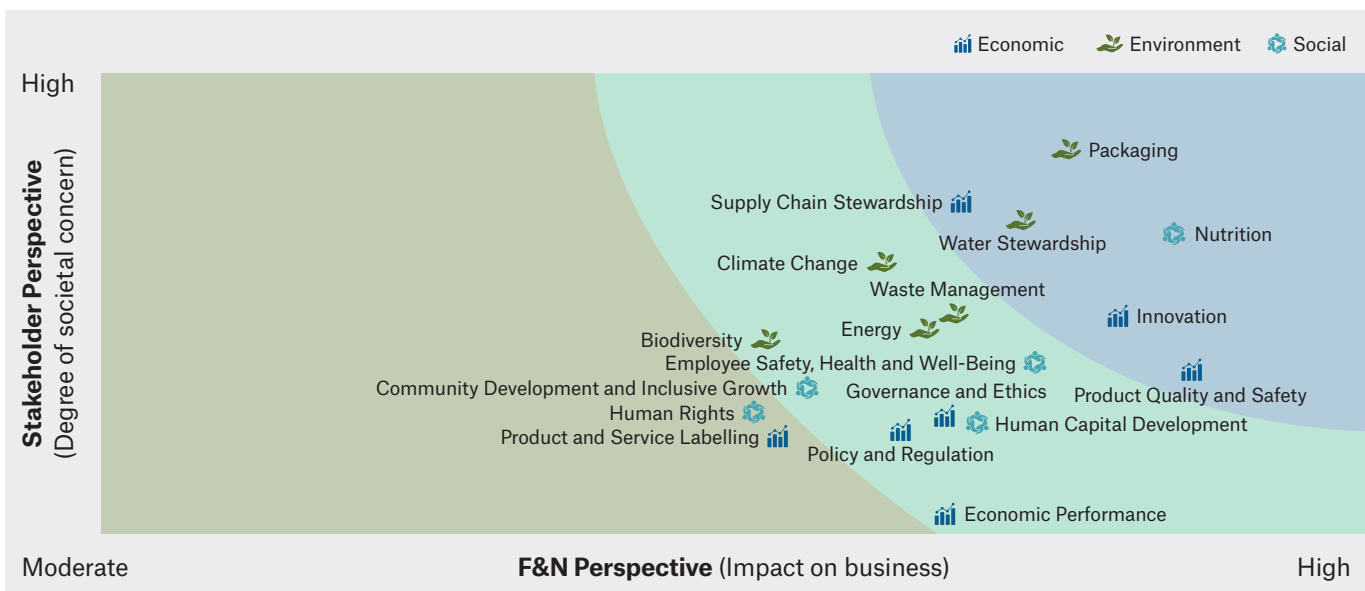 Economic
Environment
Social
High
Stakeholder Perspective
(Degree of societal concern)
Packaging
Supply Chain Stewardship
Water Stewardship
Nutrition
Climate Change
Waste Management
Innovation
Energy
Biodiversity
Employee Safety, Health and Well-Being
Community Development and Inclusive Growth
Governance and Ethics
Product Quality and Safety
Human Rights
Human Capital Development
Product and Service Labelling
Policy and Regulation
Economic Performance
Moderate
F&N Perspective (Impact on business)
High